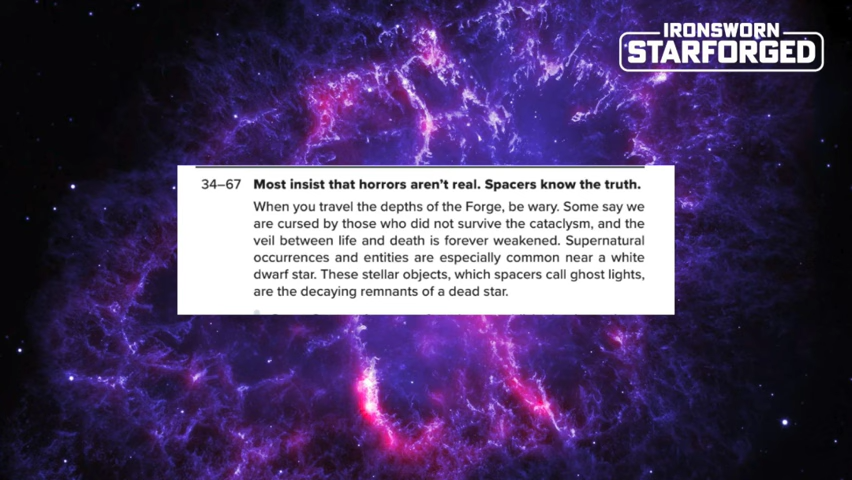 IRONSWORN
STARFORGED
34–67 Most insist that horrors aren't real. Spacers know the truth.
When you travel the depths of the Forge, be wary. Some say we
are cursed by those who did not survive the cataclysm, and the
veil between life and death is forever weakened. Supernatural
occurrences and entities are especially common near a white
dwarf star. These stellar objects, which spacers call ghost lights,
are the decaying remnants of a dead star.